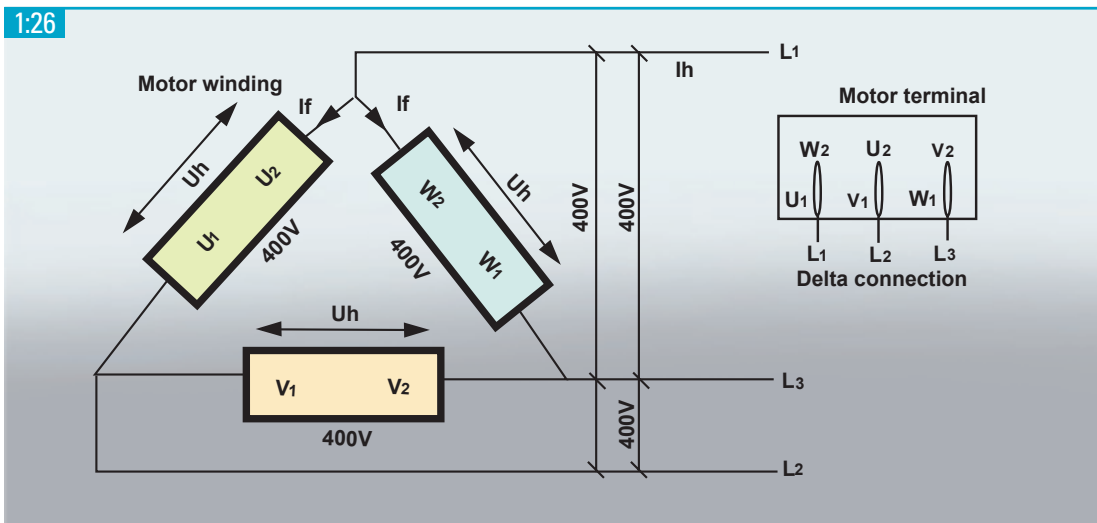 1:26
Motor winding
If
If
Ih
L1
Uh
U2
U1
400V
W2
W1
400V
Uh
400V
400V
Uh
V1
V2
400V
L3
400V
L2
Motor terminal
W2 U2 V2
U1 V1 W1
L1 L2 L3
Delta connection